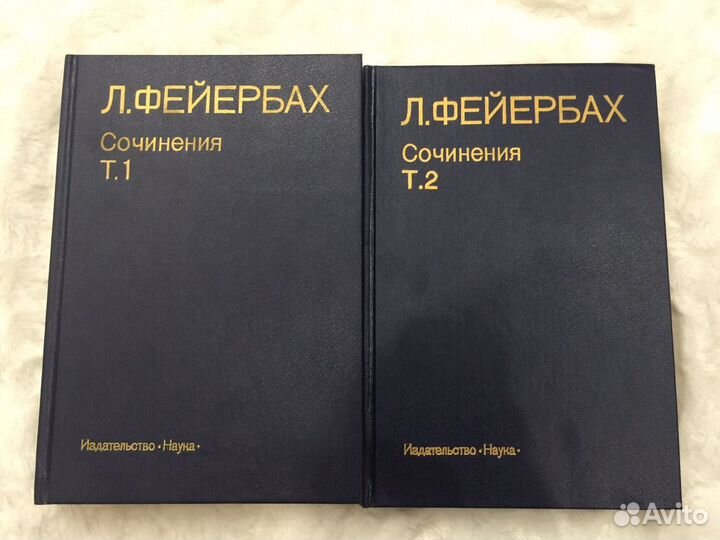 Л.ФЕЙЕРБАХ
Сочинения
Т.1
Издательство «Наука»
Л.ФЕЙЕРБАХ
Сочинения
Т.2
Издательство «Наука»
Avito